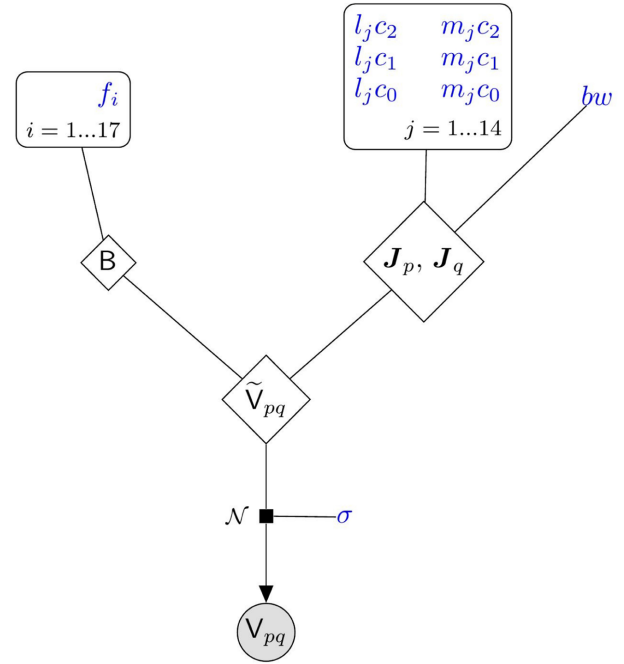 l_j c_2 m_j c_2
l_j c_1 m_j c_1
l_j c_0 m_j c_0
j = 1...14
f_i
i = 1...17
bw
B
J_p, J_q
Ṽ_pq
𝒩
σ
V_pq